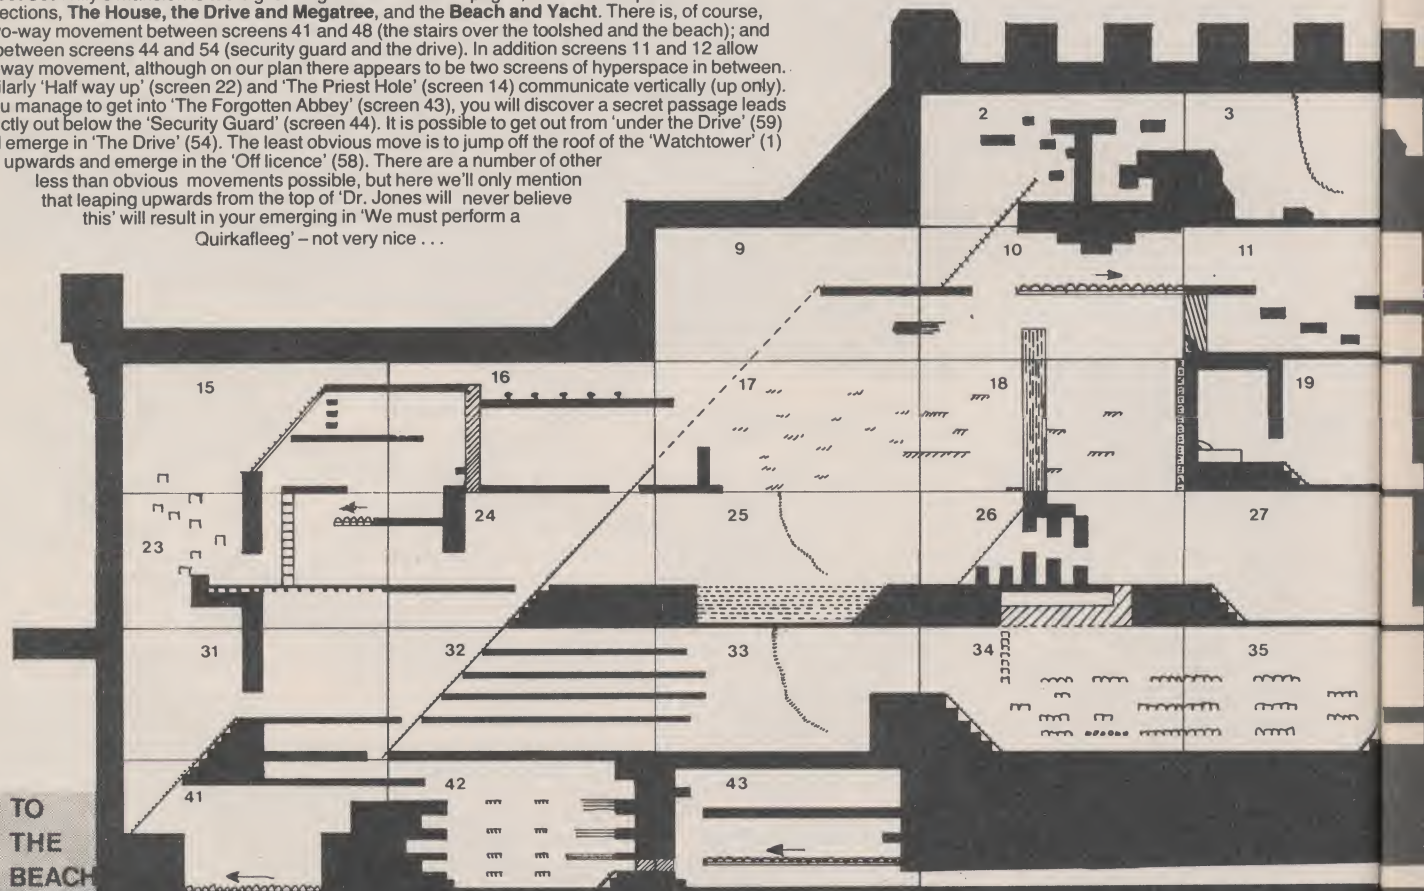 ections, The House, the Drive and Megatree, and the Beach and Yacht. There is, of course,
vo-way movement between screens 41 and 48 (the stairs over the toolshed and the beach); and
between screens 44 and 54 (security guard and the drive). In addition screens 11 and 12 allow
way movement, although on our plan there appears to be two screens of hyperspace in between.
ilarly 'Half way up' (screen 22) and 'The Priest Hole' (screen 14) communicate vertically (up only).
u manage to get into 'The Forgotten Abbey' (screen 43), you will discover a secret passage leads
ctly out below the 'Security Guard' (screen 44). It is possible to get out from 'under the Drive' (59)
l emerge in 'The Drive' (54). The least obvious move is to jump off the roof of the 'Watchtower' (1)
upwards and emerge in the 'Off licence' (58). There are a number of other
less than obvious movements possible, but here we'll only mention
that leaping upwards from the top of 'Dr. Jones will never believe
this' will result in your emerging in 'We must perform a
Quirkafleeg' – not very nice . . .
2
3
9
10
11
15
16
17
18
19
23
24
25
26
27
31
32
33
34
35
41
42
43
TO
THE
BEACH